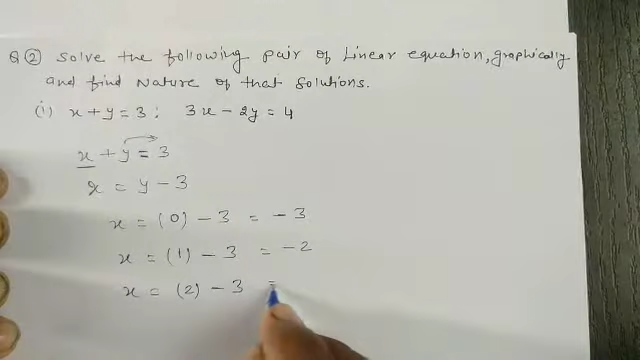 Q② Solve the following pair of Linear equation, graphically
and find Nature of that Solutions.
(i) x + y = 3 ; 3x - 2y = 4
x + y = 3
x = y - 3
x = (0) - 3 = -3
x = (1) - 3 = -2
x = (2) - 3 =